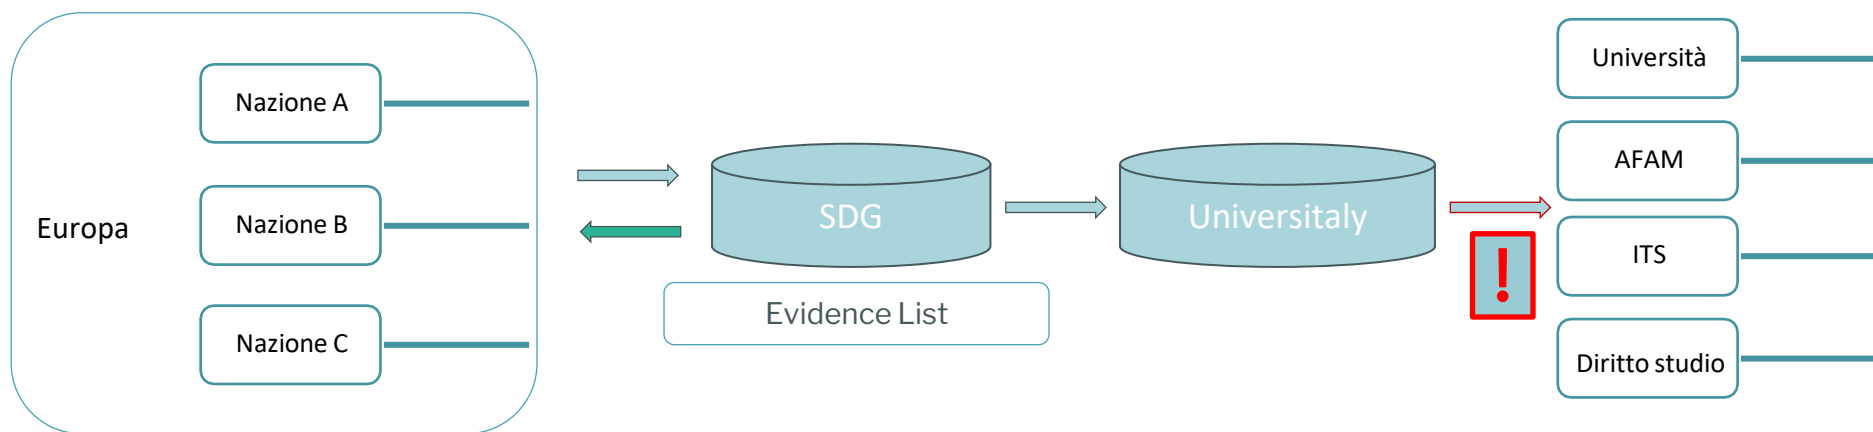 Europa
Nazione A
Nazione B
Nazione C
SDG
Evidence List
Universitaly
!
Università
AFAM
ITS
Diritto studio